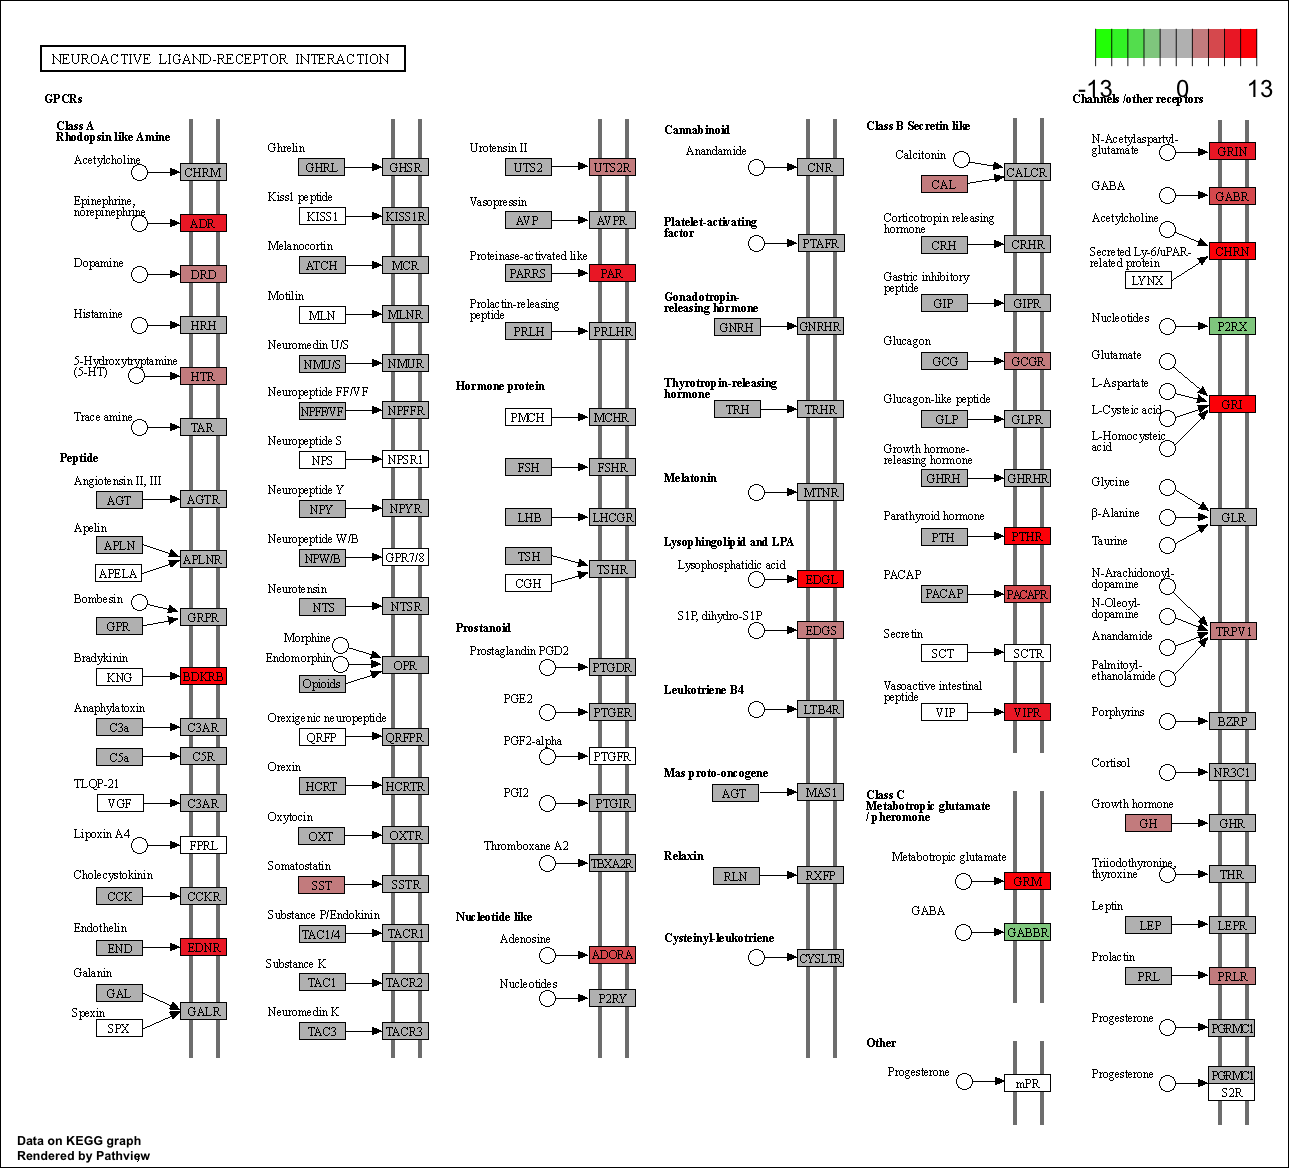 NEUROACTIVE LIGAND-RECEPTOR INTERACTION
-13 0 13
GPCRs
Class A
Rhodopsin like Amine
Acetylcholine
CHRM
Epinephrine,
norepinephrine
ADR
Dopamine
DRD
Histamine
HRH
5-Hydroxytryptamine
(5-HT)
HTR
Trace amine
TAR
Peptide
Angiotensin II, III
AGT AGTR
Apelin
APLN APLNR
APELA
Bombesin
GPR GRPR
Bradykinin
KNG BDKRB
Anaphylatoxin
C3a C3AR
C5a C5R
TLQP-21
VGF C3AR
Lipoxin A4
FPRL
Cholecystokinin
CCK CCKR
Endothelin
END EDNR
Galanin
GAL GALR
Spexin
SPX
Ghrelin
GHRL GHSR
Kiss1 peptide
KISS1 KISS1R
Melanocortin
ATCH MCR
Motilin
MLN MLNR
Neuromedin U/S
NMU/S NMUR
Neuropeptide FF/VF
NPFF/VF NPFFR
Neuropeptide S
NPS NPSR1
Neuropeptide Y
NPY NPYR
Neuropeptide W/B
NPW/B GPR7/8
Neurotensin
NTS NTSR
Morphine
Endomorphin
Opioids OPR
Orexigenic neuropeptide
QRFP QRFPR
Orexin
HCRT HCRTR
Oxytocin
OXT OXTR
Somatostatin
SST SSTR
Substance P/Endokinin
TAC1/4 TACR1
Substance K
TAC1 TACR2
Neuromedin K
TAC3 TACR3
Urotensin II
UTS2 UTS2R
Vasopressin
AVP AVPR
Proteinase-activated like
PARRS PAR
Prolactin-releasing
peptide
PRLH PRLHR
Hormone protein
PMCH MCHR
FSH FSHR
LHB LHCGR
TSH TSHR
CGH
Prostanoid
Prostaglandin PGD2
PTGDR
PGE2
PTGER
PGF2-alpha
PTGFR
PGI2
PTGIR
Thromboxane A2
TBXA2R
Nucleotide like
Adenosine
ADORA
Nucleotides
P2RY
Cannabinoid
Anandamide
CNR
Platelet-activating
factor
PTAFR
Gonadotropin-
releasing hormone
GNRH GNRHR
Thyrotropin-releasing
hormone
TRH TRHR
Melatonin
MTNR
Lysophingolipid and LPA
Lysophosphatidic acid
EDGL
S1P, dihydro-S1P
EDGS
Leukotriene B4
LTB4R
Mas proto-oncogene
AGT MAS1
Relaxin
RLN RXFP
Cysteinyl-leukotriene
CYSLTR
Class B Secretin like
Calcitonin
CAL CALCR
Corticotropin releasing
hormone
CRH CRHR
Gastric inhibitory
peptide
GIP GIPR
Glucagon
GCG GCGR
Glucagon-like peptide
GLP GLPR
Growth hormone-
releasing hormone
GHRH GHRHR
Parathyroid hormone
PTH PTHR
PACAP
PACAP PACAPR
Secretin
SCT SCTR
Vasoactive intestinal
peptide
VIP VIPR
Class C
Metabotropic glutamate
/ pheromone
Metabotropic glutamate
GRM
GABA
GABBR
Other
Progesterone
mPR
Channels /other receptors
N-Acetylaspartyl-
glutamate
GRIN
GABA
GABR
Acetylcholine
CHRN
Secreted Ly-6/uPAR-
related protein
LYNX
Nucleotides
P2RX
Glutamate
L-Aspartate
GRI
L-Cysteic acid
L-Homocysteic
acid
Glycine
β-Alanine
GLR
Taurine
N-Arachidonoyl-
dopamine
N-Oleoyl-
dopamine
TRPV1
Anandamide
Palmitoyl-
ethanolamide
Porphyrins
BZRP
Cortisol
NR3C1
Growth hormone
GH GHR
Triiodothyronine,
thyroxine
THR
Leptin
LEP LEPR
Prolactin
PRL PRLR
Progesterone
PGRMC1
Progesterone
PGRMC1
S2R
Data on KEGG graph
Rendered by Pathview